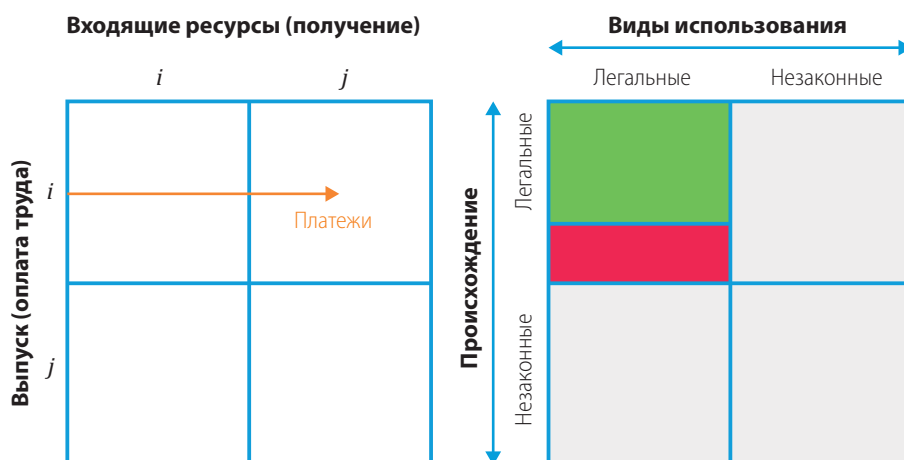 Входящие ресурсы (получение)
i j
Выпуск (оплата труда)
i
j
Платежи
Виды использования
Легальные Незаконные
Происхождение
Легальные
Незаконные